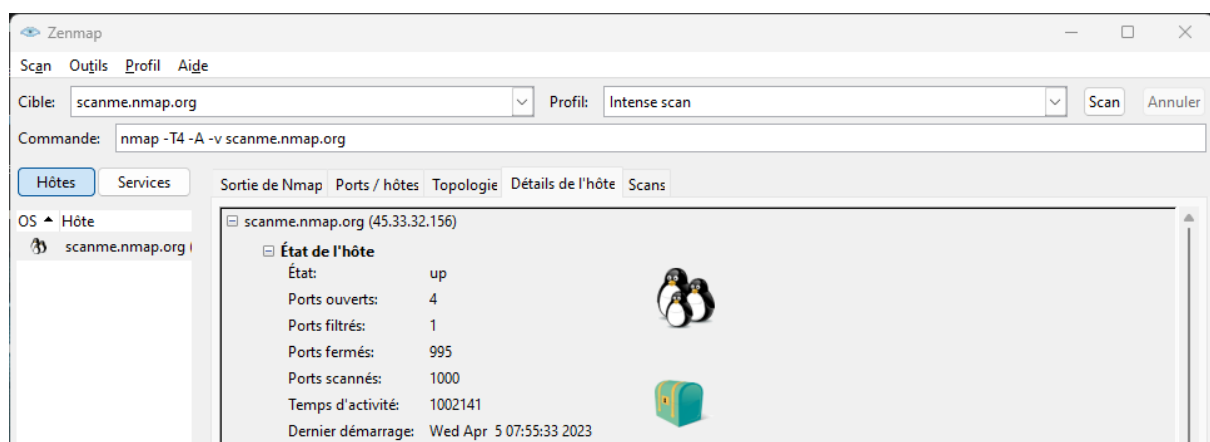 Zenmap
Scan Outils Profil Aide
Cible: scanme.nmap.org Profil: Intense scan Scan Annuler
Commande: nmap -T4 -A -v scanme.nmap.org
Hôtes Services Sortie de Nmap Ports / hôtes Topologie Détails de l'hôte Scans
OS Hôte
scanme.nmap.org (
scanme.nmap.org (45.33.32.156)
État de l'hôte
État: up
Ports ouverts: 4
Ports filtrés: 1
Ports fermés: 995
Ports scannés: 1000
Temps d'activité: 1002141
Dernier démarrage: Wed Apr 5 07:55:33 2023